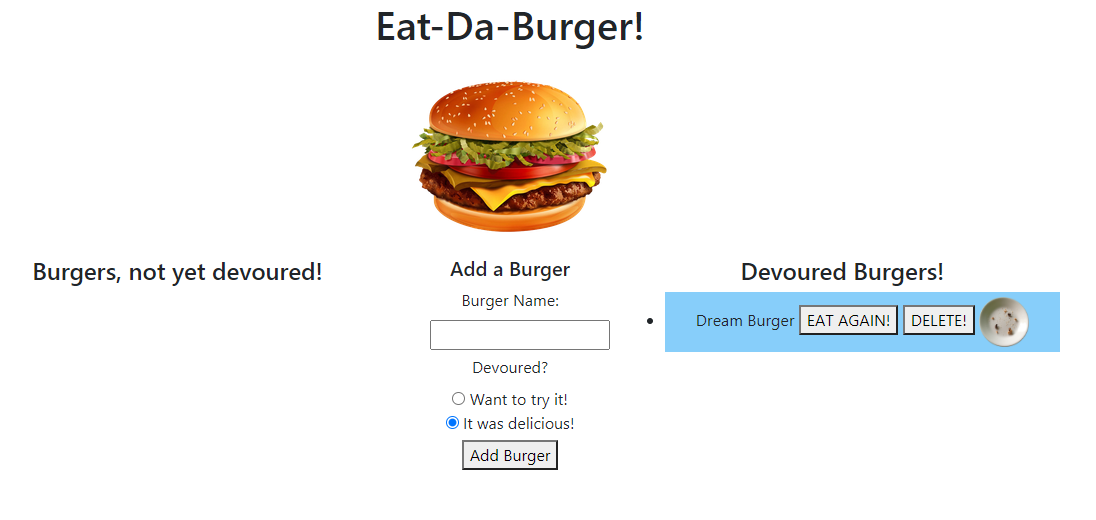 Eat-Da-Burger!
Burgers, not yet devoured!
Add a Burger
Burger Name:
Devoured?
Want to try it!
It was delicious!
Add Burger
Devoured Burgers!
Dream Burger EAT AGAIN! DELETE!